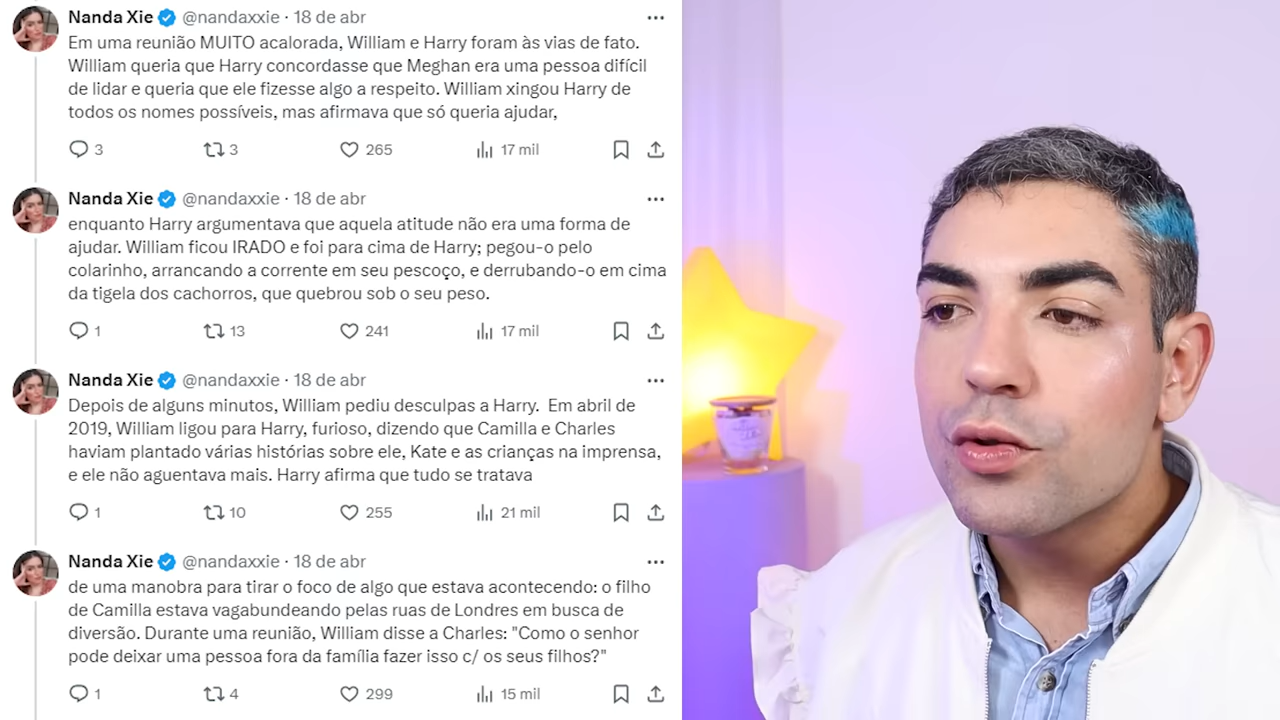 Nanda Xie @nandaxxie · 18 de abr
Em uma reunião MUITO acalorada, William e Harry foram às vias de fato.
William queria que Harry concordasse que Meghan era uma pessoa difícil
de lidar e queria que ele fizesse algo a respeito. William xingou Harry de
todos os nomes possíveis, mas afirmava que só queria ajudar,
3 3 265 17 mil
Nanda Xie @nandaxxie · 18 de abr
enquanto Harry argumentava que aquela atitude não era uma forma de
ajudar. William ficou IRADO e foi para cima de Harry; pegou-o pelo
colarinho, arrancando a corrente em seu pescoço, e derrubando-o em cima
da tigela dos cachorros, que quebrou sob o seu peso.
1 13 241 17 mil
Nanda Xie @nandaxxie · 18 de abr
Depois de alguns minutos, William pediu desculpas a Harry.  Em abril de
2019, William ligou para Harry, furioso, dizendo que Camilla e Charles
haviam plantado várias histórias sobre ele, Kate e as crianças na imprensa,
e ele não aguentava mais. Harry afirma que tudo se tratava
1 10 255 21 mil
Nanda Xie @nandaxxie · 18 de abr
de uma manobra para tirar o foco de algo que estava acontecendo: o filho
de Camilla estava vagabundeando pelas ruas de Londres em busca de
diversão. Durante uma reunião, William disse a Charles: "Como o senhor
pode deixar uma pessoa fora da família fazer isso c/ os seus filhos?"
1 4 299 15 mil